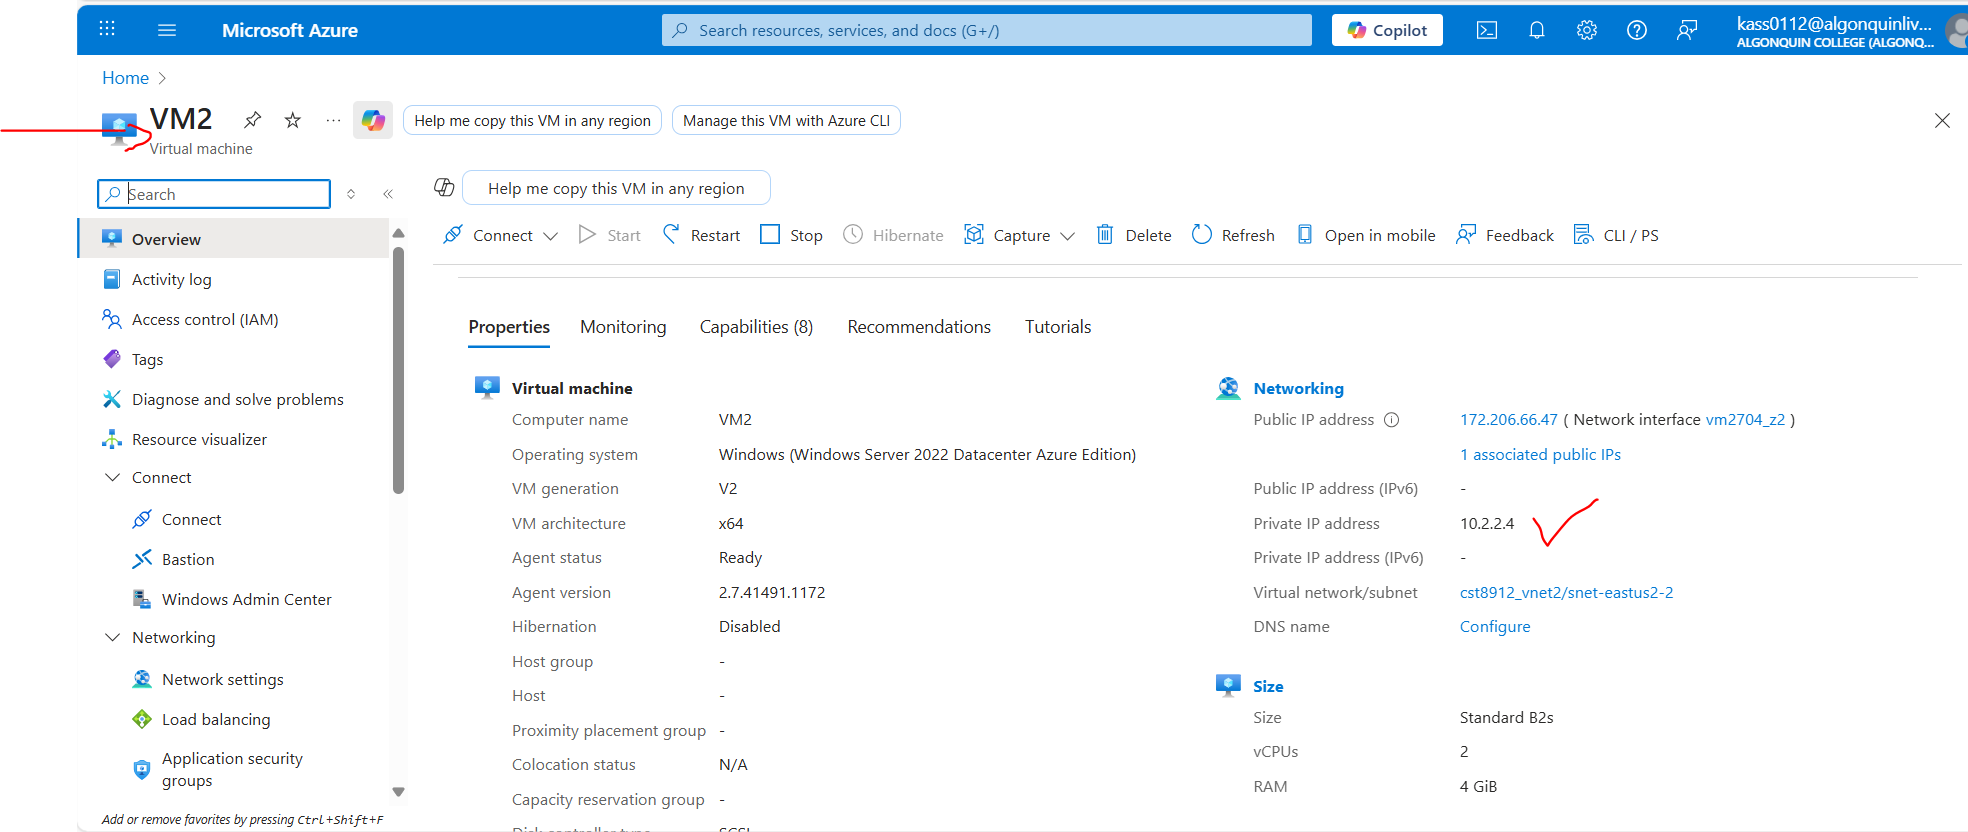 Microsoft Azure
Search resources, services, and docs (G+/)
Copilot
kass0112@algonquinliv...
ALGONQUIN COLLEGE (ALGONQ...
Home
VM2
Virtual machine
Help me copy this VM in any region
Manage this VM with Azure CLI
Search
Help me copy this VM in any region
Connect Start Restart Stop Hibernate Capture Delete Refresh Open in mobile Feedback CLI / PS
Overview
Activity log
Access control (IAM)
Tags
Diagnose and solve problems
Resource visualizer
Connect
Connect
Bastion
Windows Admin Center
Networking
Network settings
Load balancing
Application security
groups
Add or remove favorites by pressing Ctrl+Shift+F
Properties Monitoring Capabilities (8) Recommendations Tutorials
Virtual machine
Computer name VM2
Operating system Windows (Windows Server 2022 Datacenter Azure Edition)
VM generation V2
VM architecture x64
Agent status Ready
Agent version 2.7.41491.1172
Hibernation Disabled
Host group -
Host -
Proximity placement group -
Colocation status N/A
Capacity reservation group -
Disk controller type SCSI
Networking
Public IP address 172.206.66.47 ( Network interface vm2704_z2 )
1 associated public IPs
Public IP address (IPv6) -
Private IP address 10.2.2.4
Private IP address (IPv6) -
Virtual network/subnet cst8912_vnet2/snet-eastus2-2
DNS name Configure
Size
Size Standard B2s
vCPUs 2
RAM 4 GiB